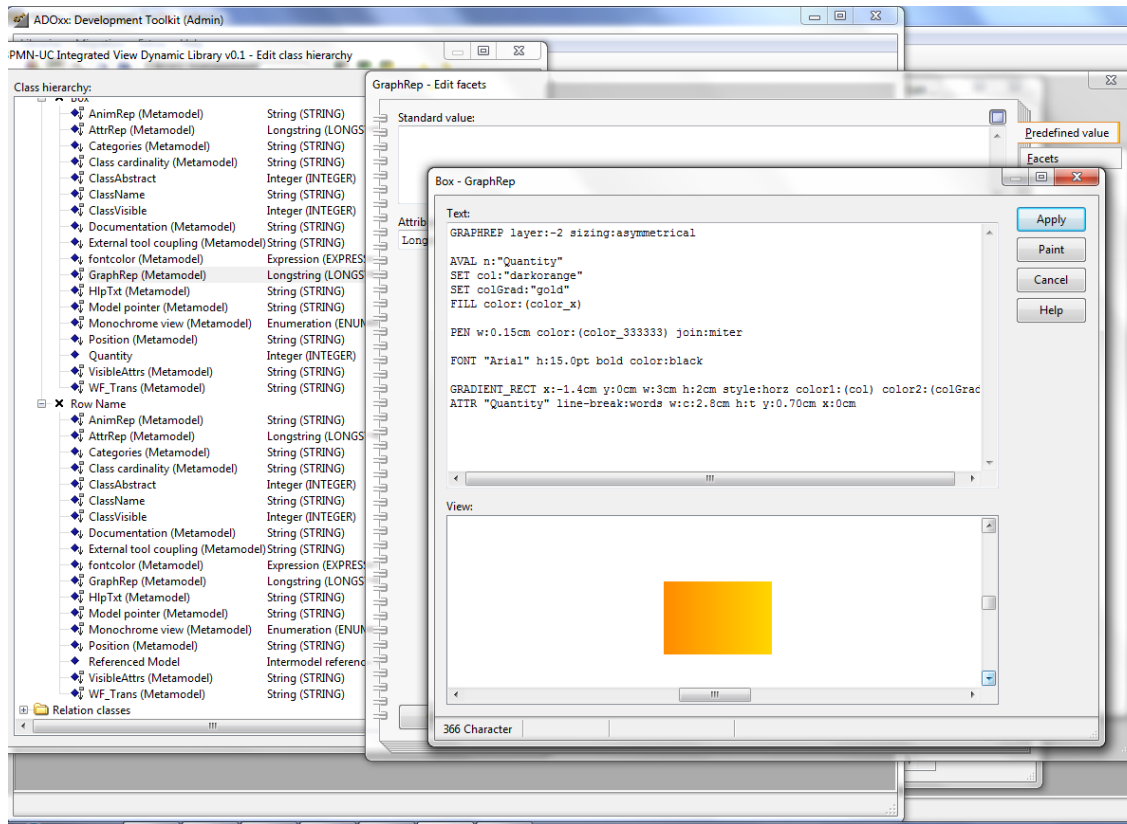 ADOxx: Development Toolkit (Admin)
PMN-UC Integrated View Dynamic Library v0.1 - Edit class hierarchy
Class hierarchy:
Box
AnimRep (Metamodel) String (STRING)
AttrRep (Metamodel) Longstring (LONGS
Categories (Metamodel) String (STRING)
Class cardinality (Metamodel) String (STRING)
ClassAbstract Integer (INTEGER)
ClassName String (STRING)
ClassVisible Integer (INTEGER)
Documentation (Metamodel) String (STRING)
External tool coupling (Metamodel) String (STRING)
fontcolor (Metamodel) Expression (EXPRES
GraphRep (Metamodel) Longstring (LONGS
HlpTxt (Metamodel) String (STRING)
Model pointer (Metamodel) String (STRING)
Monochrome view (Metamodel) Enumeration (ENUM
Position (Metamodel) String (STRING)
Quantity Integer (INTEGER)
VisibleAttrs (Metamodel) String (STRING)
WF_Trans (Metamodel) String (STRING)
Row Name
AnimRep (Metamodel) String (STRING)
AttrRep (Metamodel) Longstring (LONGS
Categories (Metamodel) String (STRING)
Class cardinality (Metamodel) String (STRING)
ClassAbstract Integer (INTEGER)
ClassName String (STRING)
ClassVisible Integer (INTEGER)
Documentation (Metamodel) String (STRING)
External tool coupling (Metamodel) String (STRING)
fontcolor (Metamodel) Expression (EXPRES
GraphRep (Metamodel) Longstring (LONGS
HlpTxt (Metamodel) String (STRING)
Model pointer (Metamodel) String (STRING)
Monochrome view (Metamodel) Enumeration (ENUM
Position (Metamodel) String (STRING)
Referenced Model Intermodel referenc
VisibleAttrs (Metamodel) String (STRING)
WF_Trans (Metamodel) String (STRING)
Relation classes
GraphRep - Edit facets
Standard value:
Predefined value
Facets
Attrib
Long
Box - GraphRep
Text:
GRAPHREP layer:-2 sizing:asymmetrical
AVAL n:"Quantity"
SET col:"darkorange"
SET colGrad:"gold"
FILL color:(color_x)
PEN w:0.15cm color:(color_333333) join:miter
FONT "Arial" h:15.0pt bold color:black
GRADIENT_RECT x:-1.4cm y:0cm w:3cm h:2cm style:horz color1:(col) color2:(colGrad
ATTR "Quantity" line-break:words w:c:2.8cm h:t y:0.70cm x:0cm
Apply
Paint
Cancel
Help
View:
366 Character